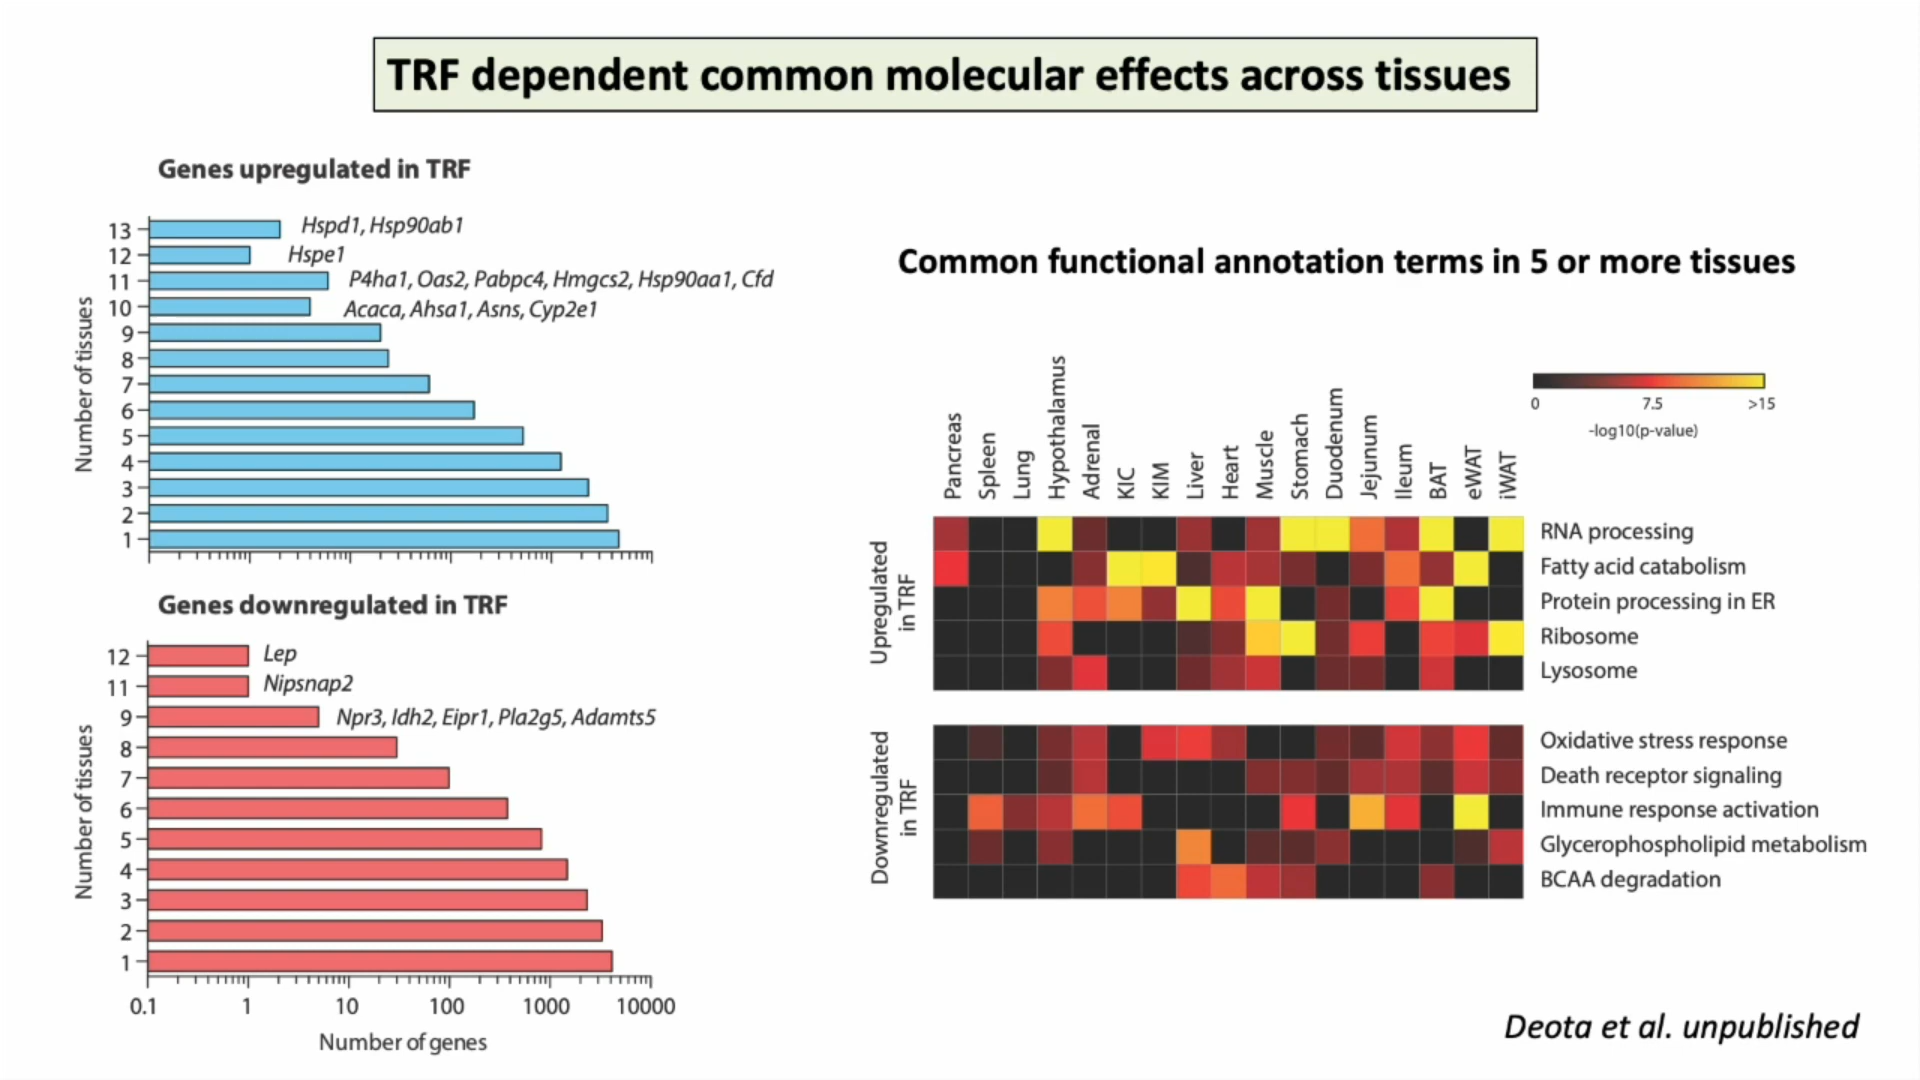 TRF dependent common molecular effects across tissues
Genes upregulated in TRF
Number of tissues
13
Hspd1, Hsp90ab1
12
Hspe1
11
P4ha1, Oas2, Pabpc4, Hmgcs2, Hsp90aa1, Cfd
10
Acaca, Ahsa1, Asns, Cyp2e1
9
8
7
6
5
4
3
2
1
Genes downregulated in TRF
Number of tissues
12
Lep
11
Nipsnap2
9
Npr3, Idh2, Eipr1, Pla2g5, Adamts5
8
7
6
5
4
3
2
1
0.1 1 10 100 1000 10000
Number of genes
Common functional annotation terms in 5 or more tissues
0 7.5 >15
-log10(p-value)
Pancreas
Spleen
Lung
Hypothalamus
Adrenal
KIC
KIM
Liver
Heart
Muscle
Stomach
Duodenum
Jejunum
Ileum
BAT
eWAT
iWAT
Upregulated
in TRF
RNA processing
Fatty acid catabolism
Protein processing in ER
Ribosome
Lysosome
Downregulated
in TRF
Oxidative stress response
Death receptor signaling
Immune response activation
Glycerophospholipid metabolism
BCAA degradation
Deota et al. unpublished